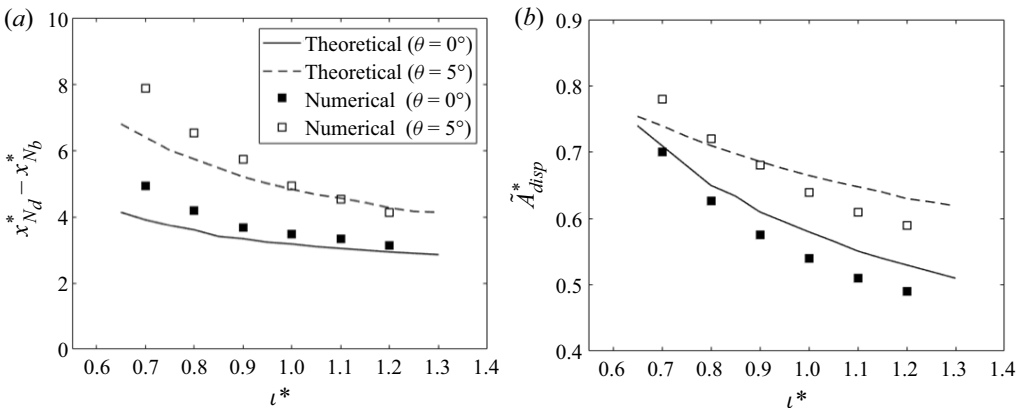 (a)
10
8
6
4
2
0
x*Nd − x*Nb
Theoretical (θ = 0°)
Theoretical (θ = 5°)
Numerical (θ = 0°)
Numerical (θ = 5°)
0.6 0.7 0.8 0.9 1.0 1.1 1.2 1.3 1.4
ι*
(b)
0.9
0.8
0.7
0.6
0.5
0.4
Ã*disp
0.6 0.7 0.8 0.9 1.0 1.1 1.2 1.3 1.4
ι*